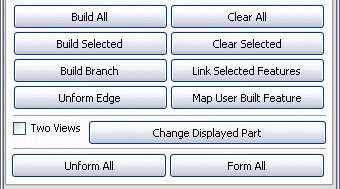 Build All Clear All
Build Selected Clear Selected
Build Branch Link Selected Features
Unform Edge Map User Built Feature
Two Views Change Displayed Part
Unform All Form All